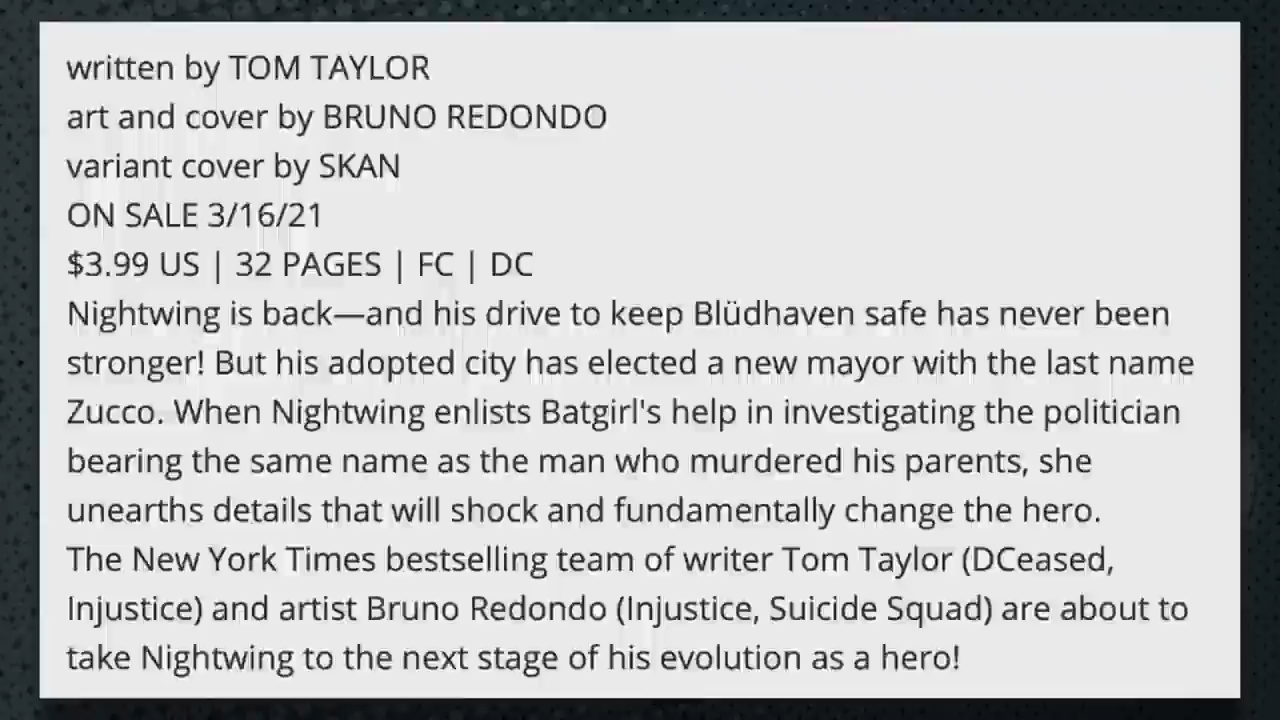 written by TOM TAYLOR
art and cover by BRUNO REDONDO
variant cover by SKAN
ON SALE 3/16/21
$3.99 US | 32 PAGES | FC | DC
Nightwing is back—and his drive to keep Blüdhaven safe has never been
stronger! But his adopted city has elected a new mayor with the last name
Zucco. When Nightwing enlists Batgirl's help in investigating the politician
bearing the same name as the man who murdered his parents, she
unearths details that will shock and fundamentally change the hero.
The New York Times bestselling team of writer Tom Taylor (DCeased,
Injustice) and artist Bruno Redondo (Injustice, Suicide Squad) are about to
take Nightwing to the next stage of his evolution as a hero!